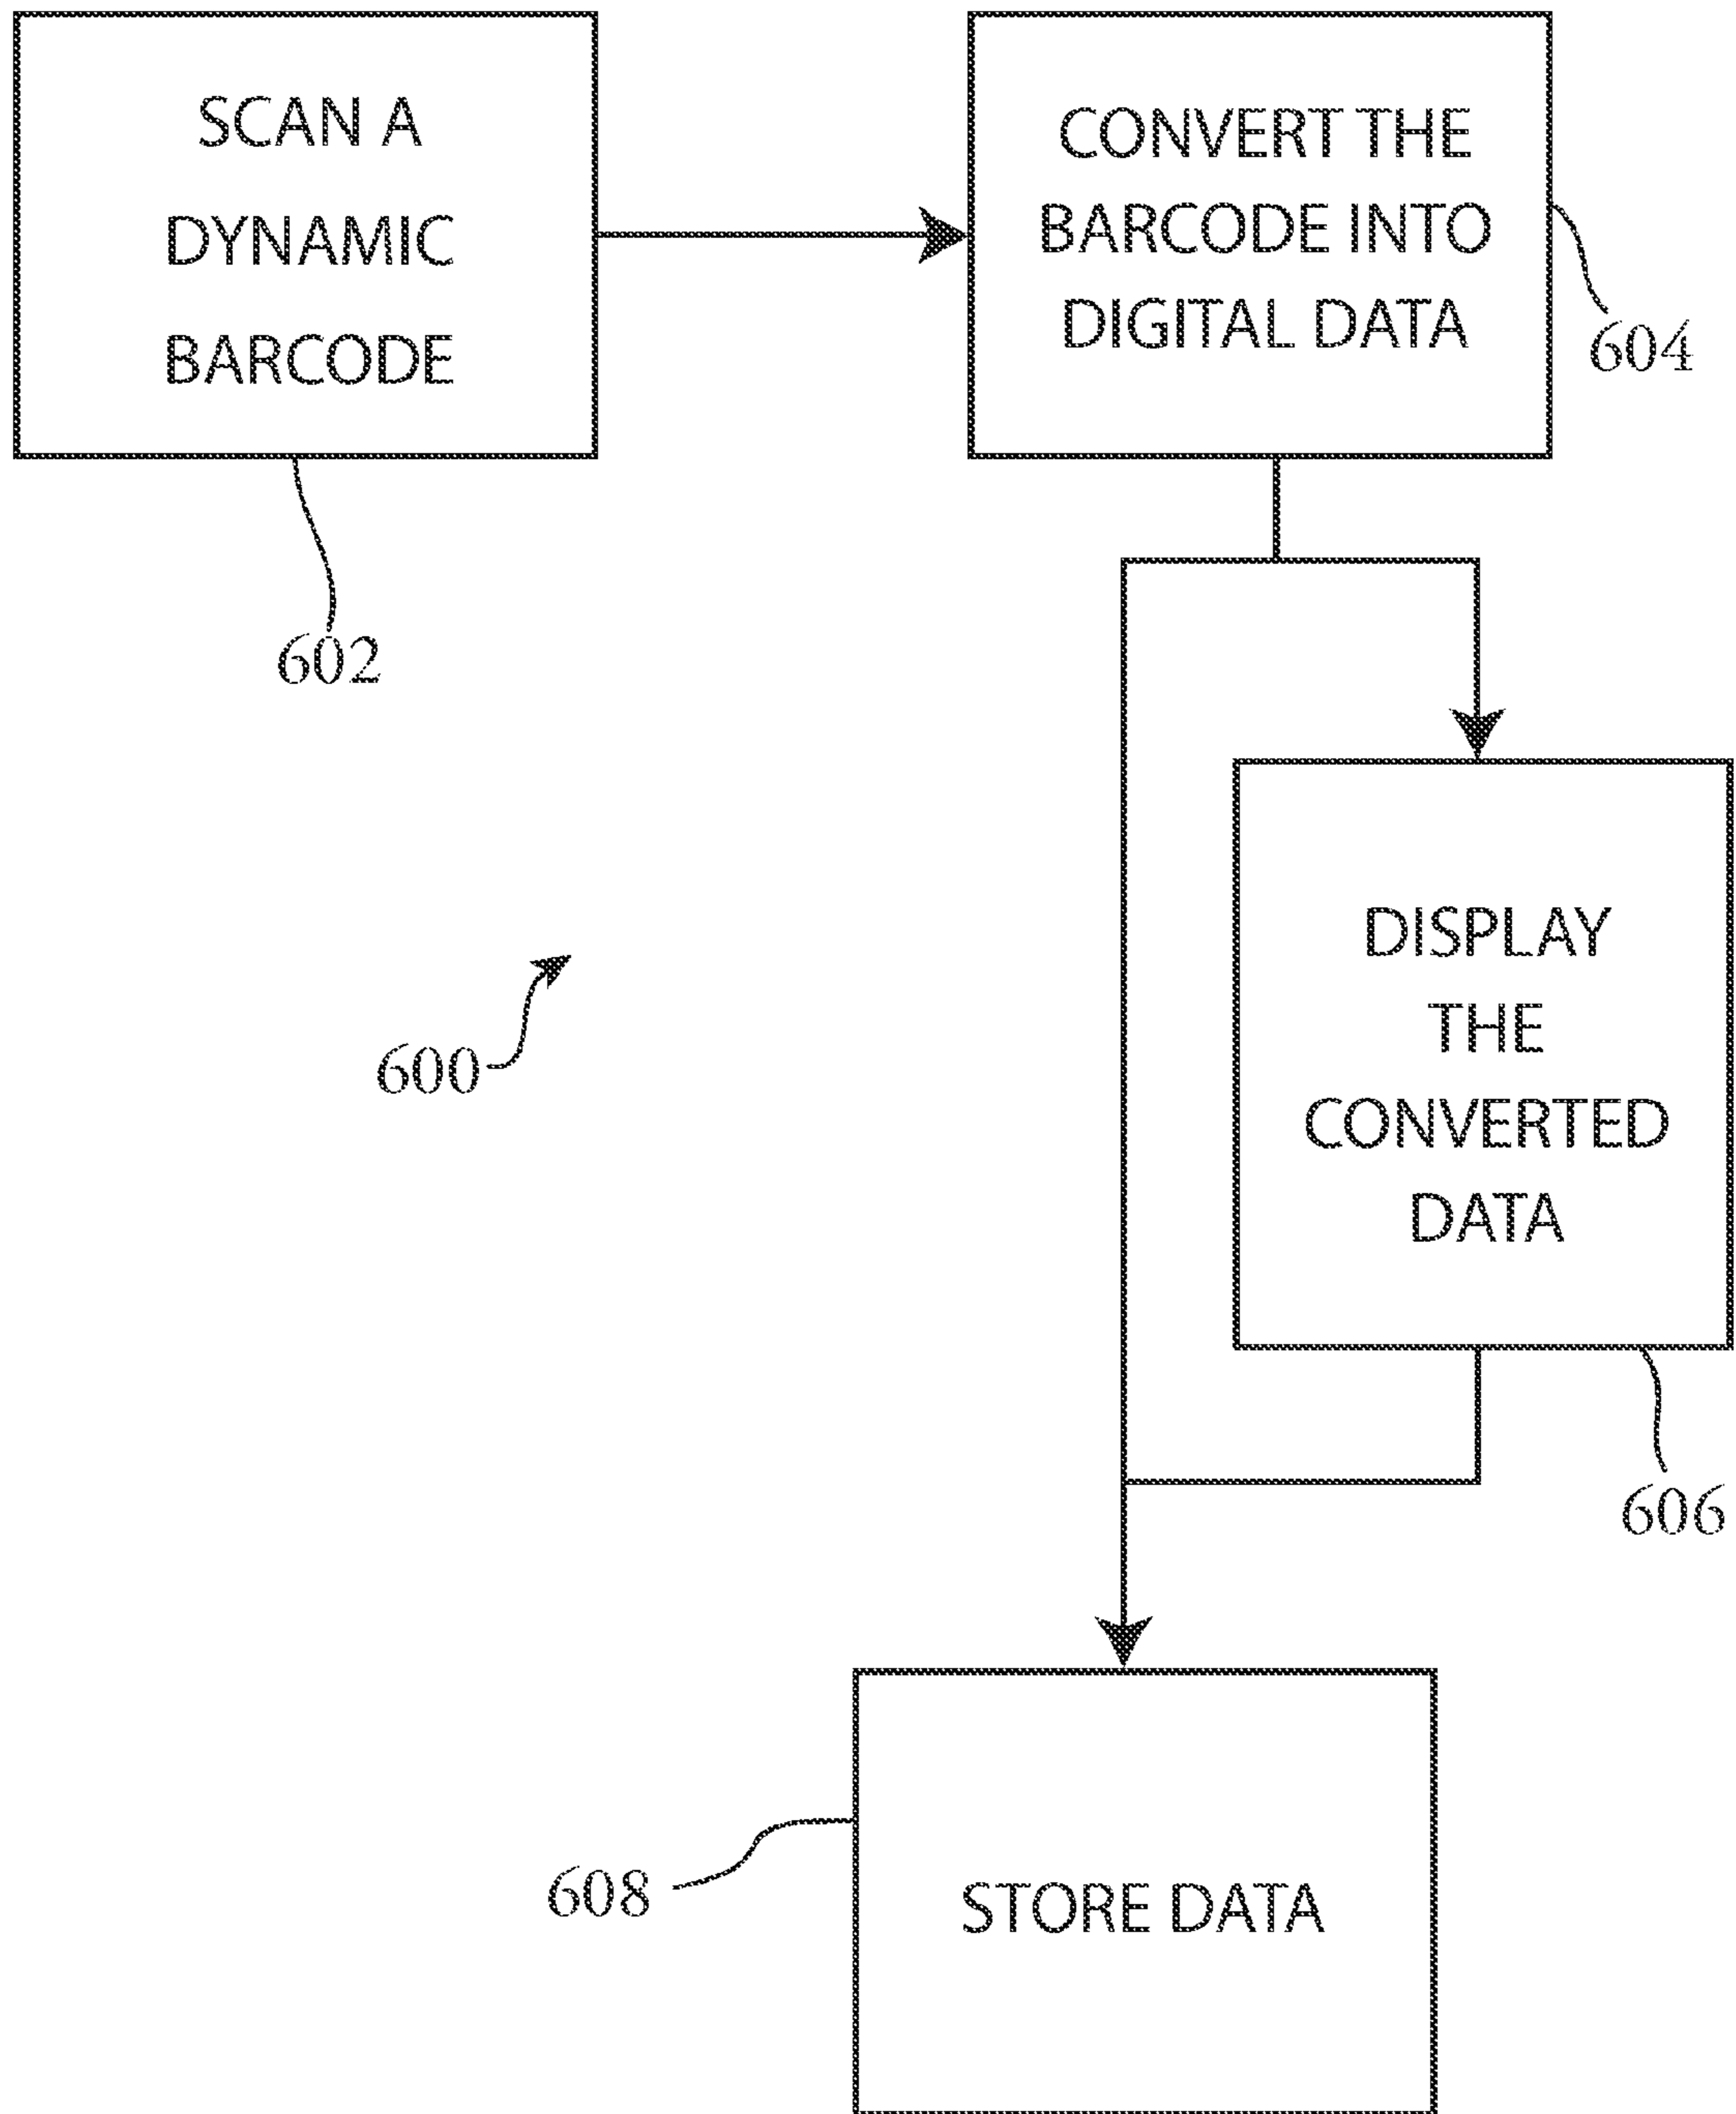 SCAN A
DYNAMIC
BARCODE
602
CONVERT THE
BARCODE INTO
DIGITAL DATA
604
DISPLAY
THE
CONVERTED
DATA
606
600
608
STORE DATA